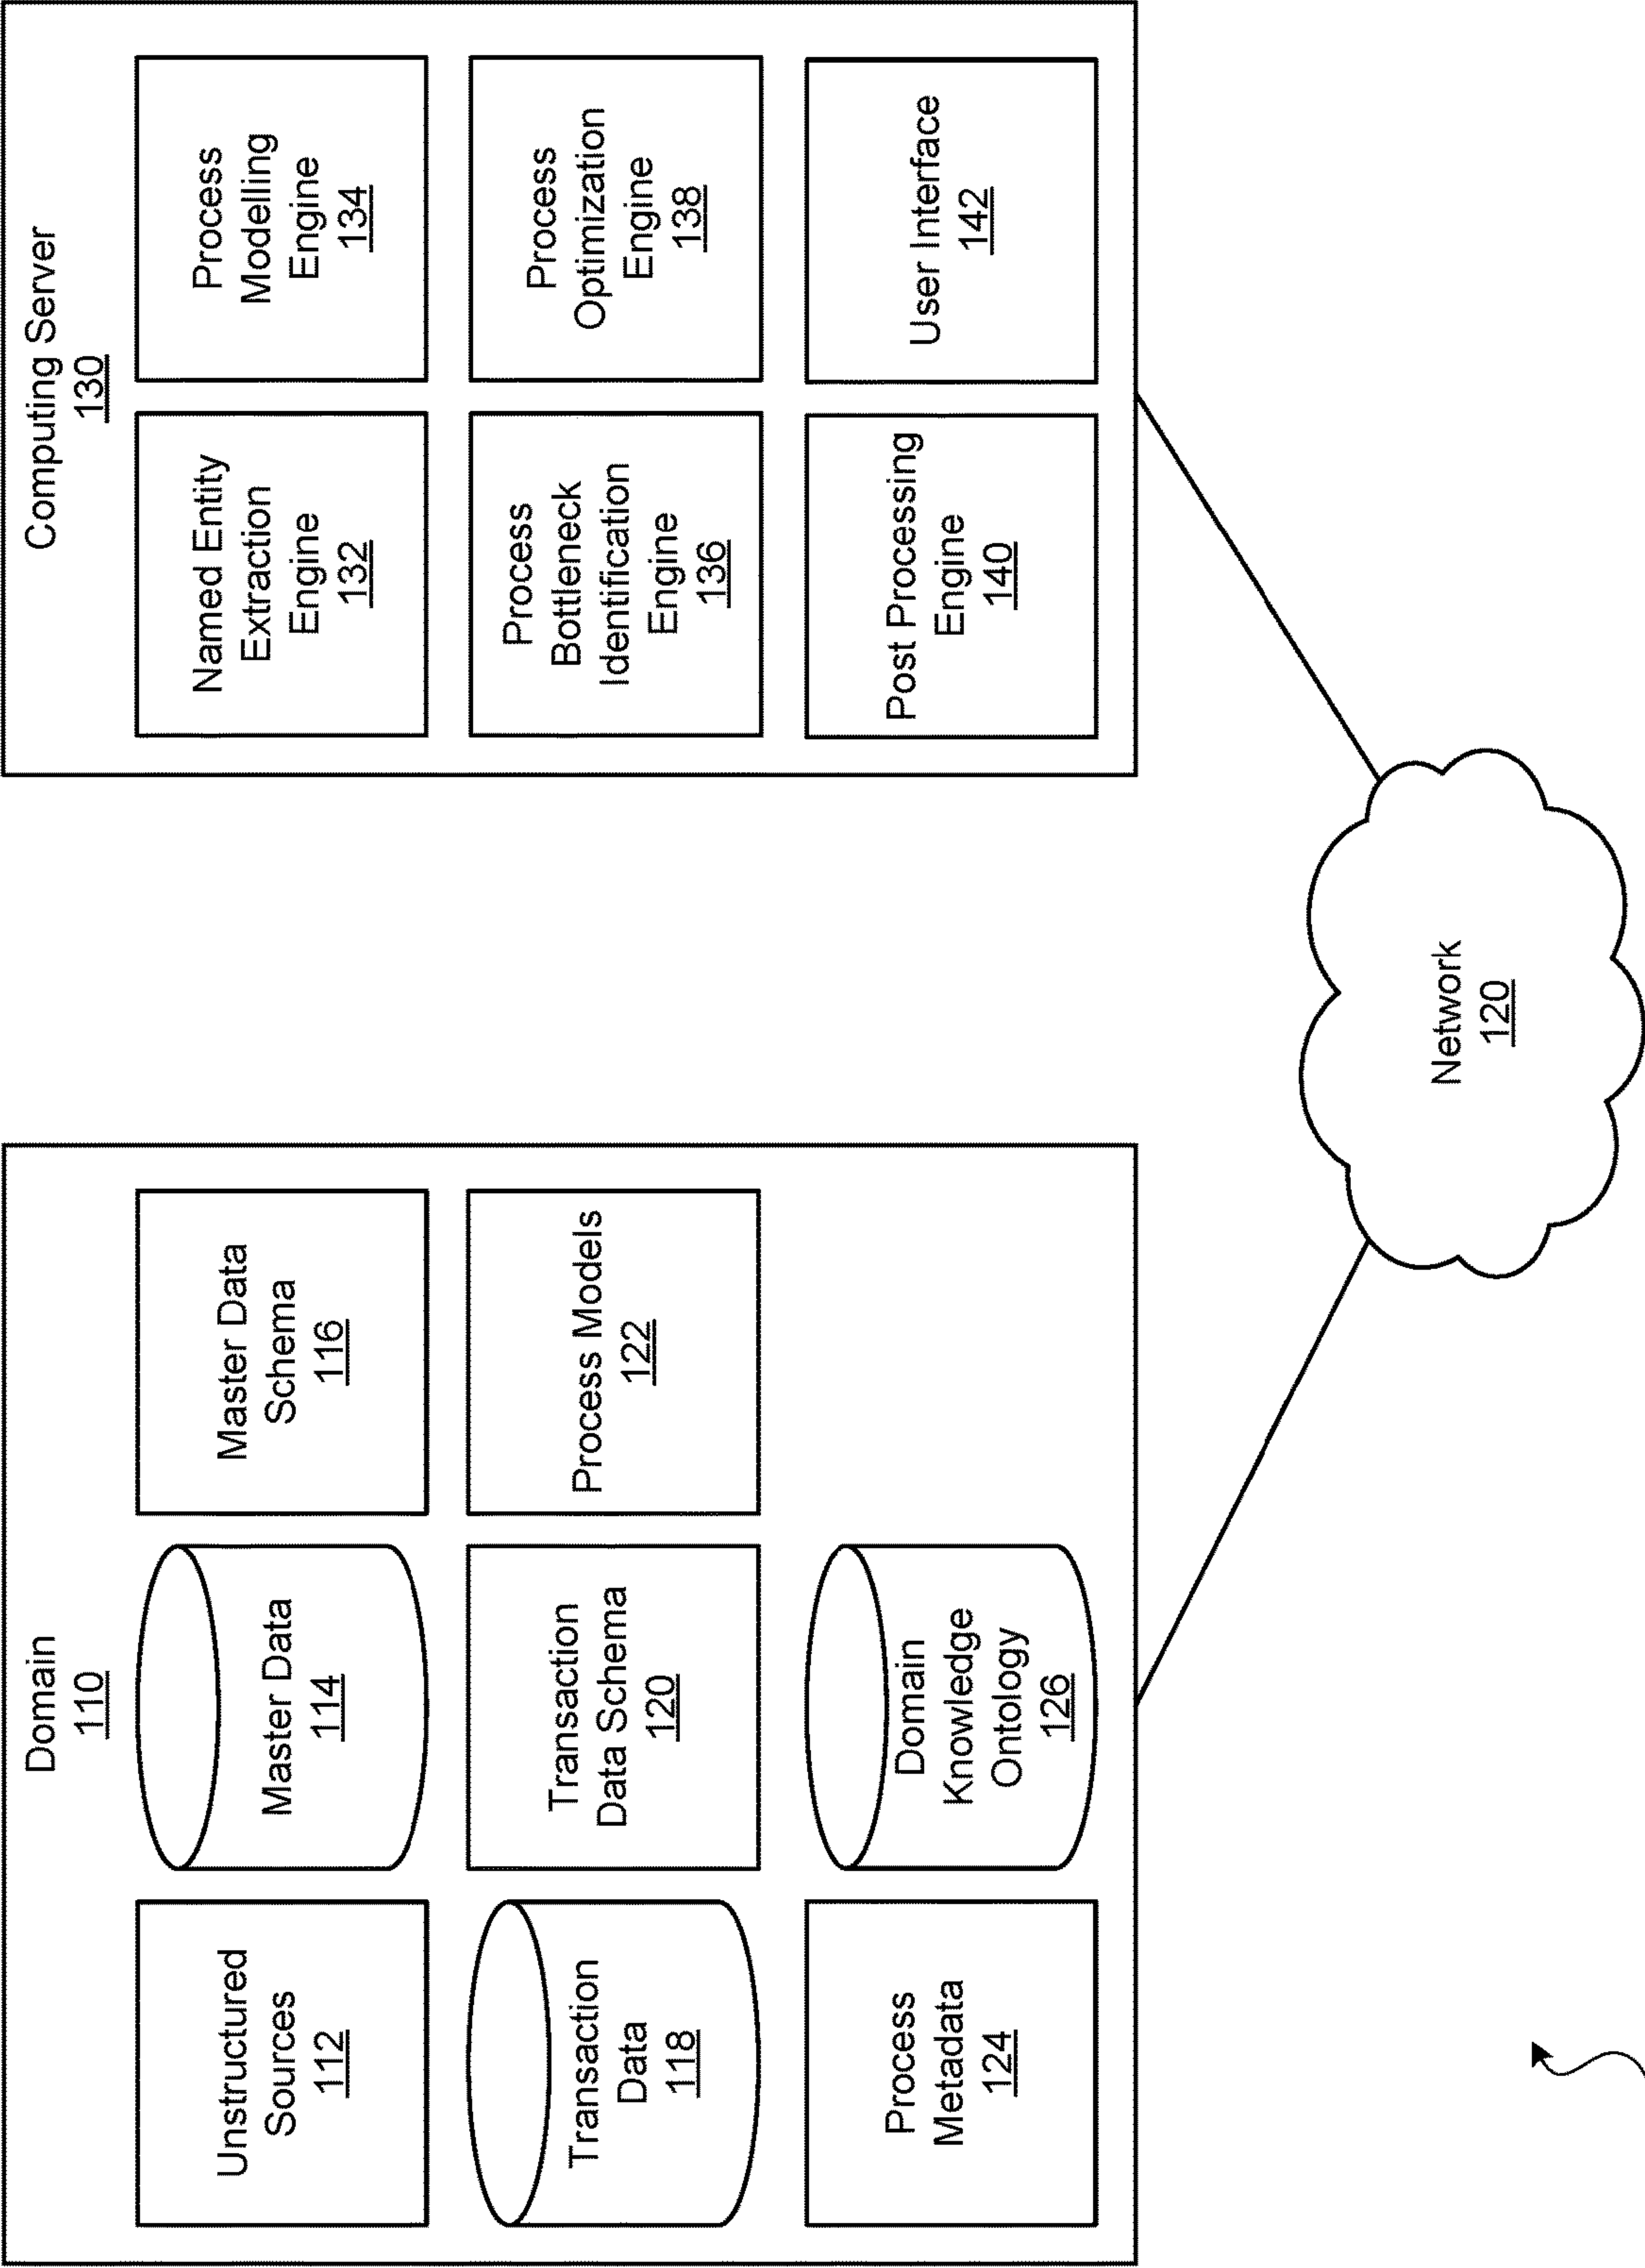 Domain
110
Unstructured
Sources
112
Master Data
114
Master Data
Schema
116
Transaction
Data
118
Transaction
Data Schema
120
Process Models
122
Process
Metadata
124
Domain
Knowledge
Ontology
126
Computing Server
130
Named Entity
Extraction
Engine
132
Process
Modelling
Engine
134
Process
Bottleneck
Identification
Engine
136
Process
Optimization
Engine
138
Post Processing
Engine
140
User Interface
142
Network
120